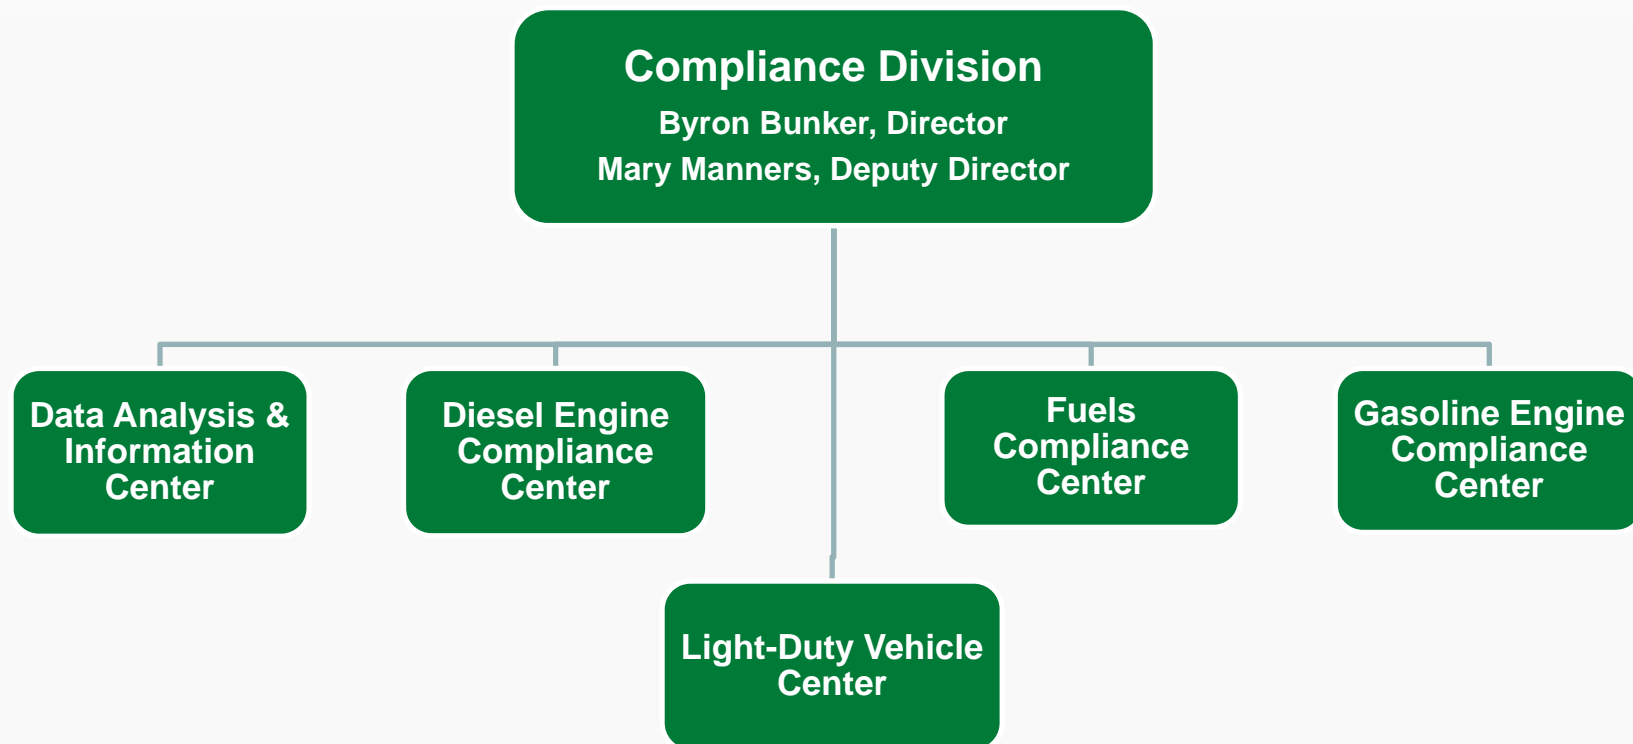 Compliance Division
Byron Bunker, Director
Mary Manners, Deputy Director
Data Analysis &
Information
Center
Diesel Engine
Compliance
Center
Fuels
Compliance
Center
Gasoline Engine
Compliance
Center
Light-Duty Vehicle
Center